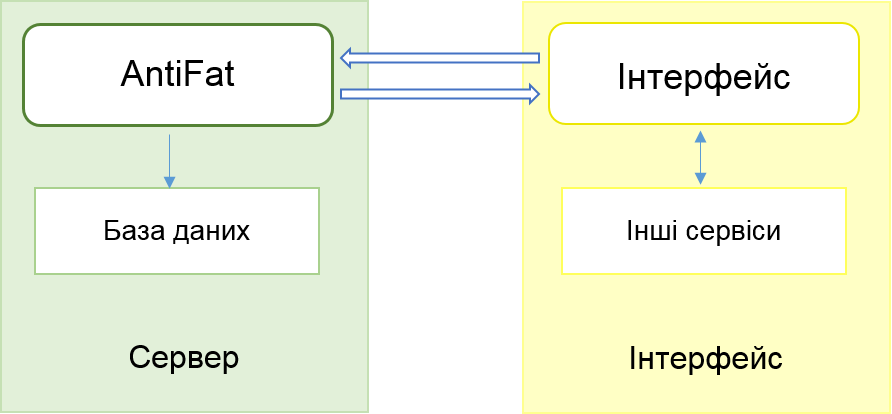 AntiFat
Інтерфейс
База даних
Інші сервіси
Сервер
Інтерфейс